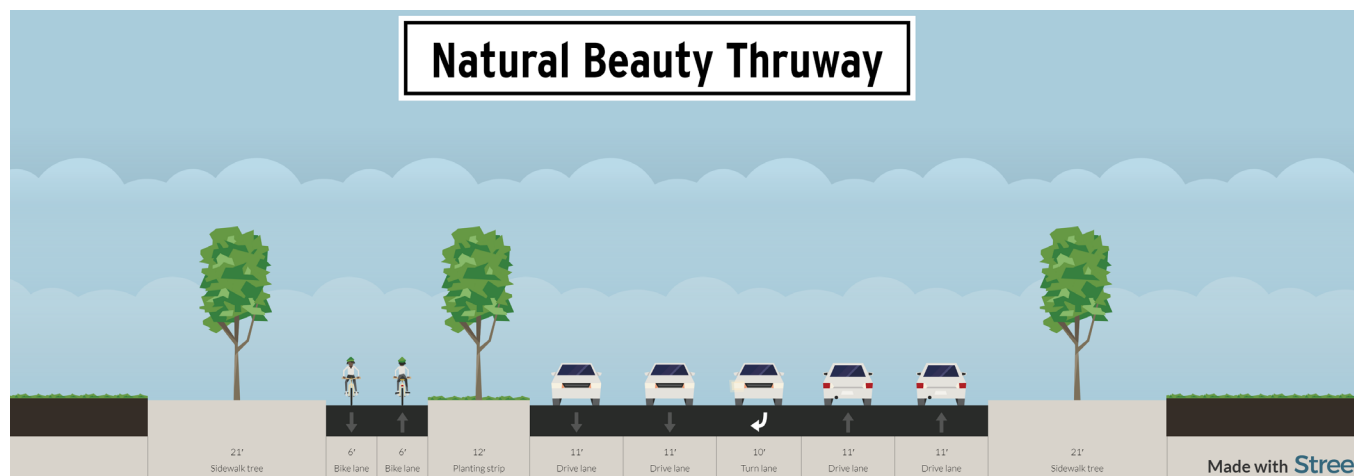 Natural Beauty Thruway
21' 6' 6' 12' 11' 11' 10' 11' 11' 21'
Sidewalk tree Bike lane Bike lane Planting strip Drive lane Drive lane Turn lane Drive lane Drive lane Sidewalk tree
Made with Stree